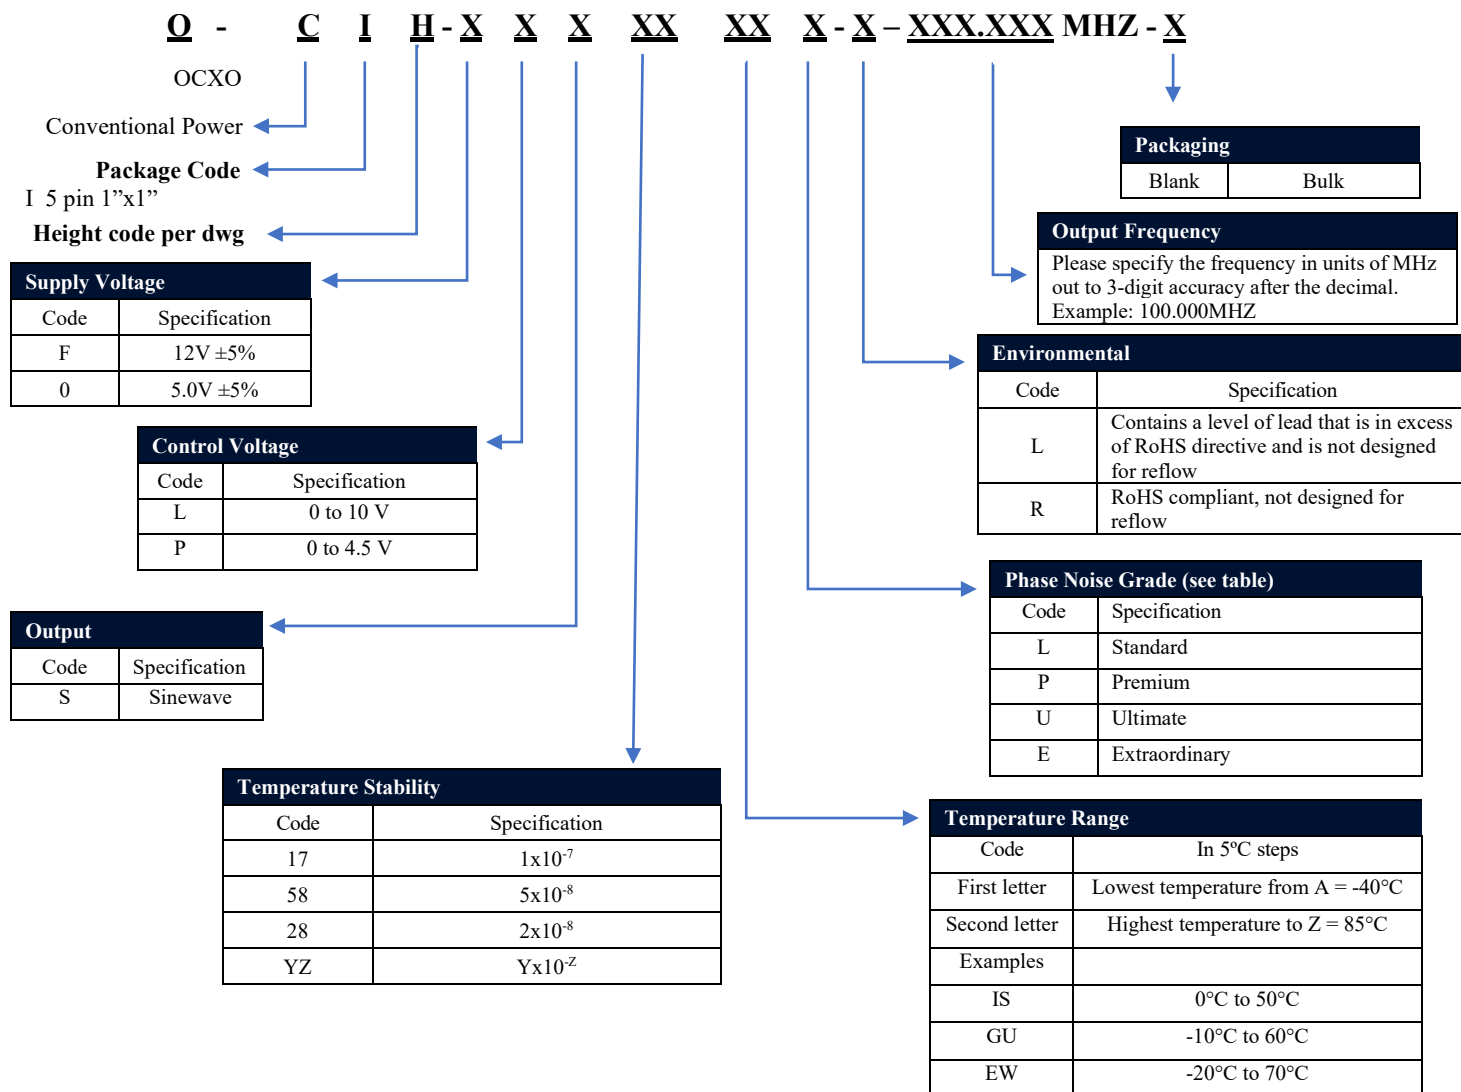 O - C I H - X X X XX XX X - X – XXX.XXX MHZ - X
OCXO
Conventional Power
Package Code
I 5 pin 1”x1”
Height code per dwg
Supply Voltage
Code Specification
F 12V ±5%
0 5.0V ±5%
Control Voltage
Code Specification
L 0 to 10 V
P 0 to 4.5 V
Output
Code Specification
S Sinewave
Temperature Stability
Code Specification
17 1x10⁻⁷
58 5x10⁻⁸
28 2x10⁻⁸
YZ Yx10⁻ᶻ
Packaging
Blank Bulk
Output Frequency
Please specify the frequency in units of MHz
out to 3-digit accuracy after the decimal.
Example: 100.000MHZ
Environmental
Code Specification
L Contains a level of lead that is in excess
of RoHS directive and is not designed
for reflow
R RoHS compliant, not designed for
reflow
Phase Noise Grade (see table)
Code Specification
L Standard
P Premium
U Ultimate
E Extraordinary
Temperature Range
Code In 5ºC steps
First letter Lowest temperature from A = -40°C
Second letter Highest temperature to Z = 85°C
Examples
IS 0°C to 50°C
GU -10°C to 60°C
EW -20°C to 70°C